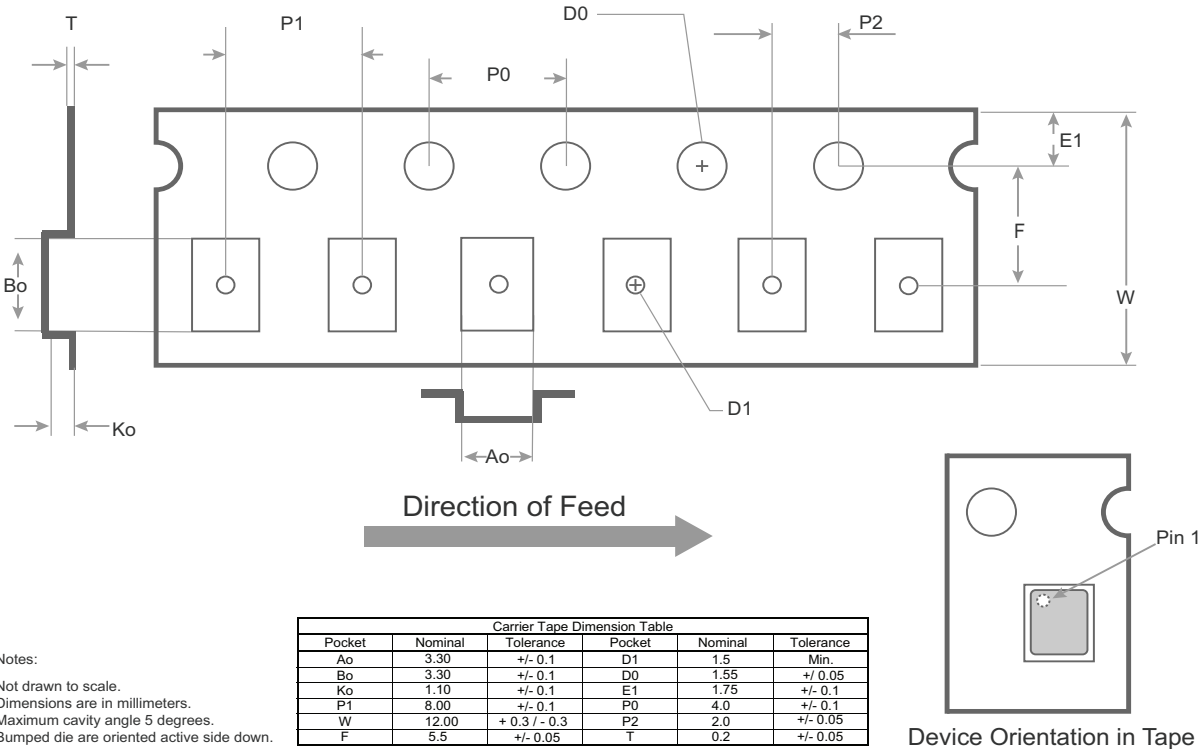 T
P1
D0
P2
P0
E1
F
Bo
W
D1
Ko
Ao
Direction of Feed
Pin 1
Carrier Tape Dimension Table
Pocket Nominal Tolerance Pocket Nominal Tolerance
Ao 3.30 +/- 0.1 D1 1.5 Min.
Bo 3.30 +/- 0.1 D0 1.55 +/ 0.05
Ko 1.10 +/- 0.1 E1 1.75 +/- 0.1
P1 8.00 +/- 0.1 P0 4.0 +/- 0.1
W 12.00 + 0.3 / - 0.3 P2 2.0 +/- 0.05
F 5.5 +/- 0.05 T 0.2 +/- 0.05
Notes:
Not drawn to scale.
Dimensions are in millimeters.
Maximum cavity angle 5 degrees.
Bumped die are oriented active side down.
Device Orientation in Tape